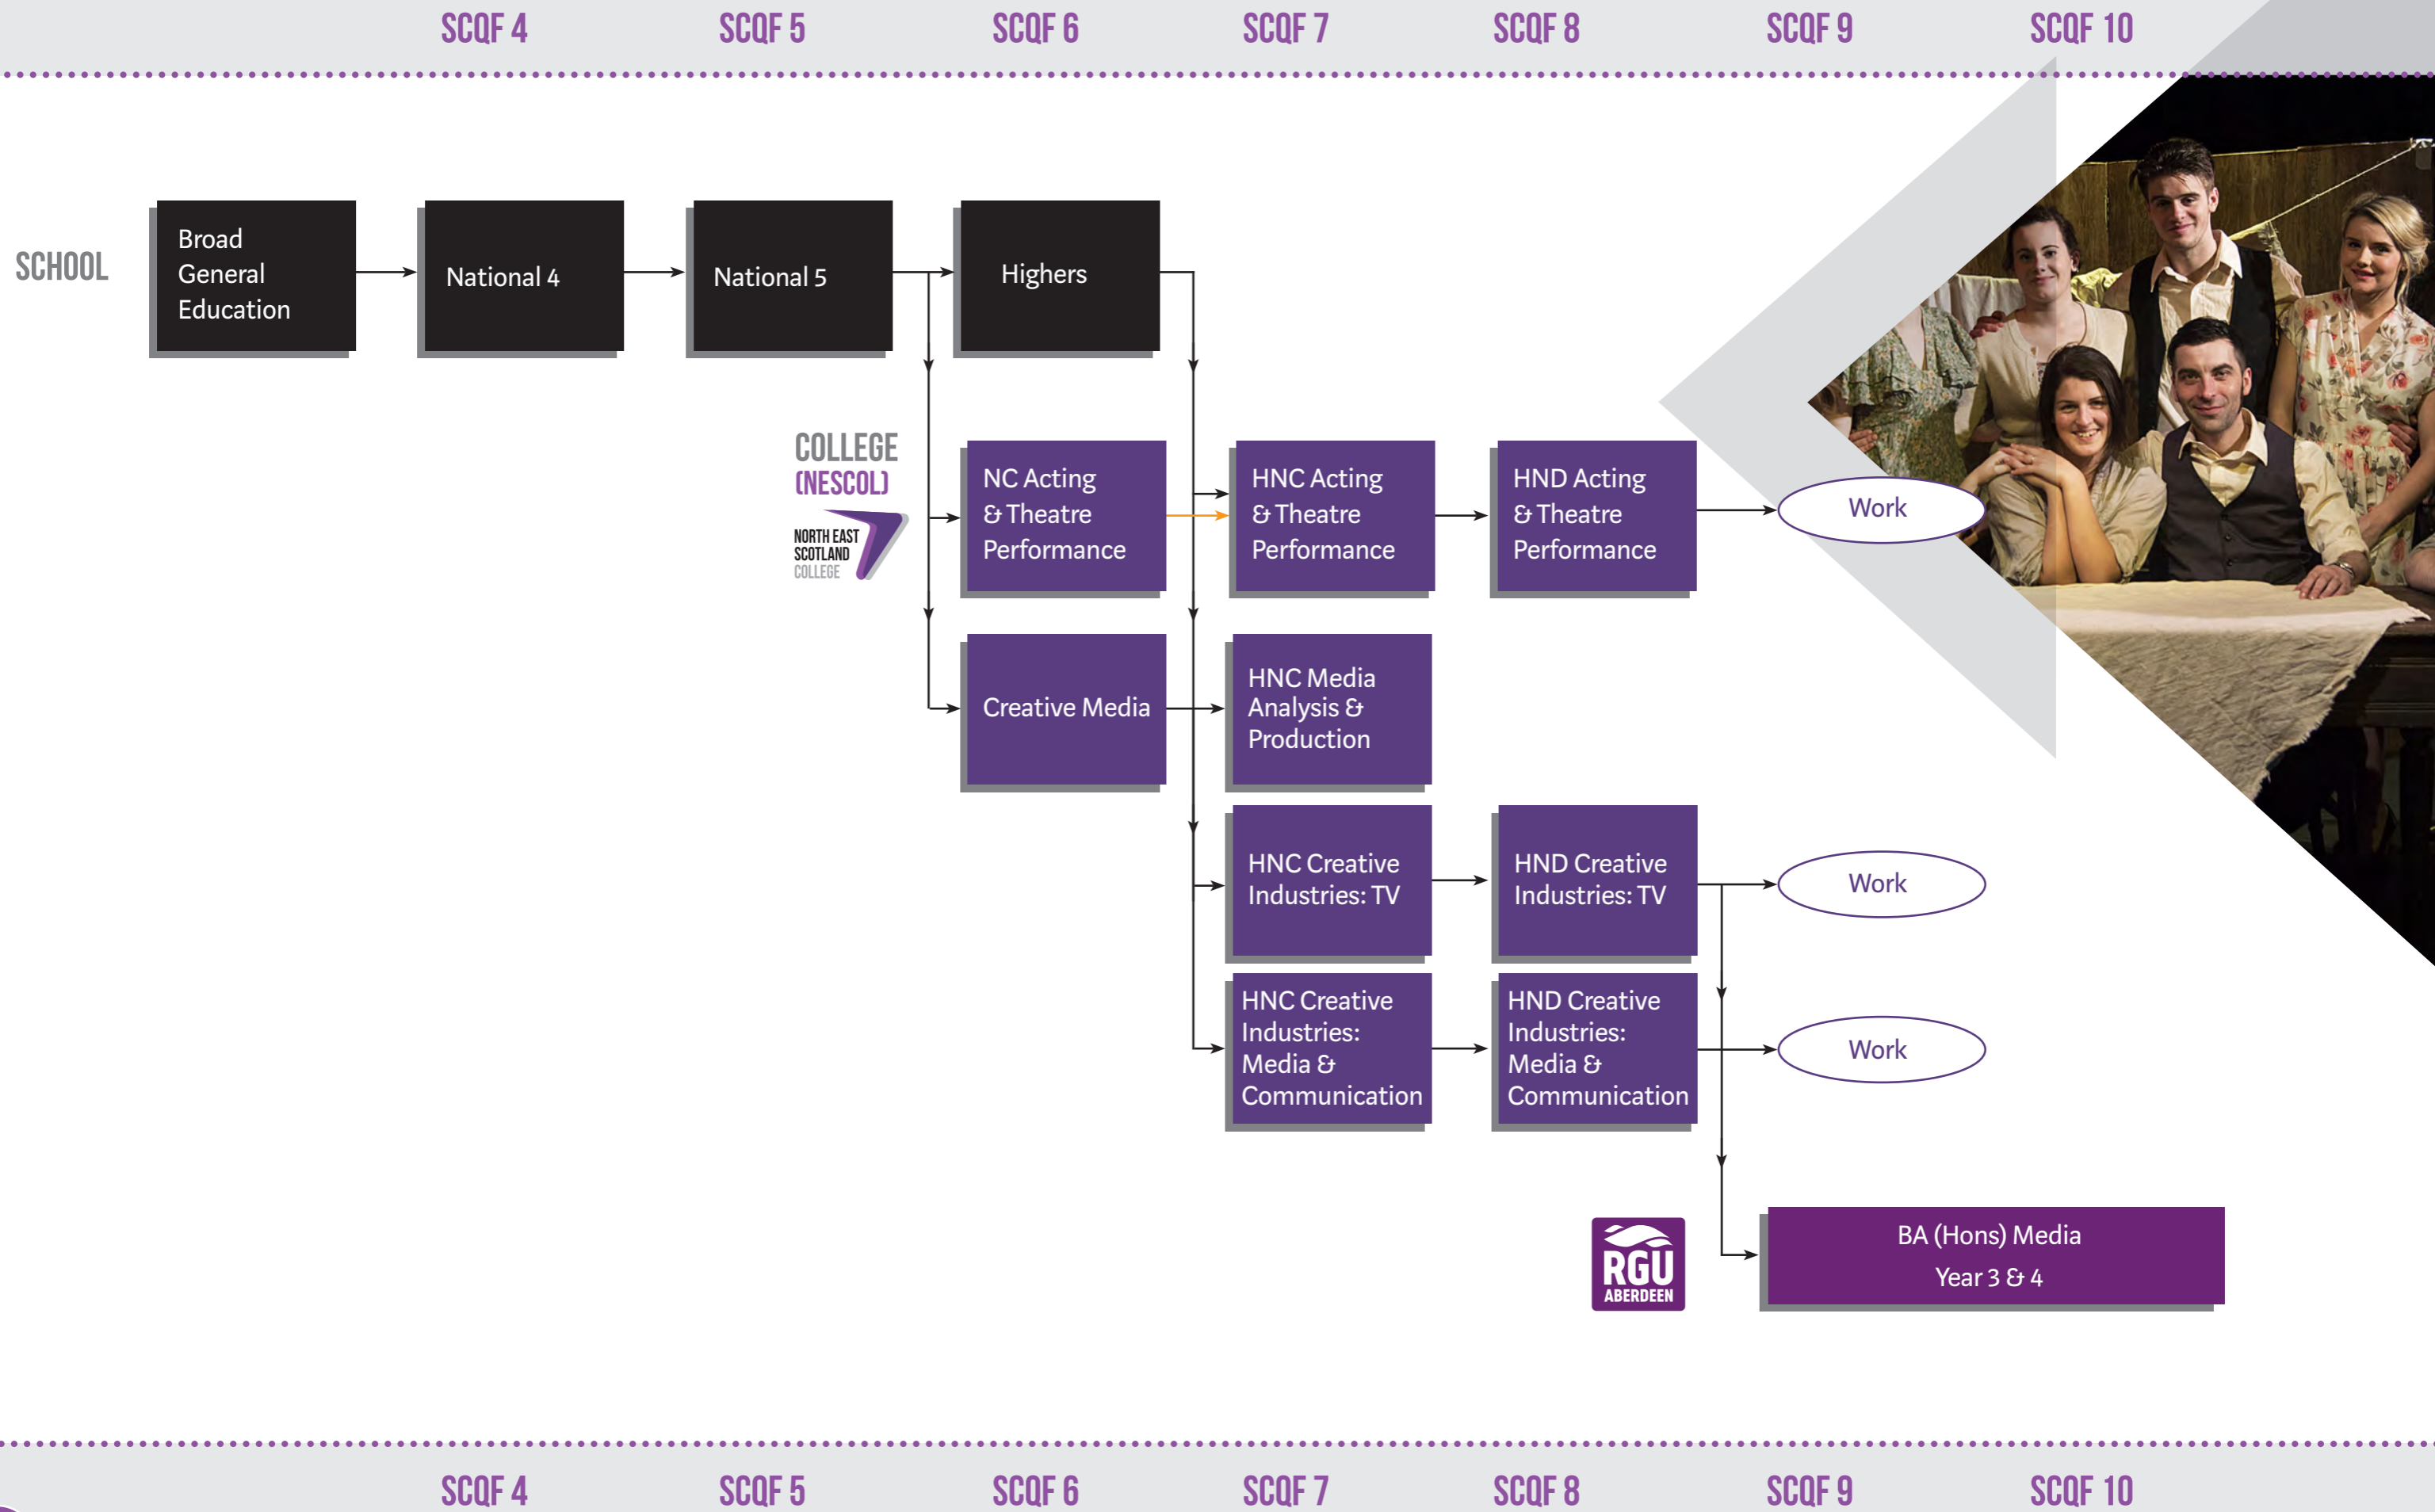 SCQF 4
SCQF 5
SCQF 6
SCQF 7
SCQF 8
SCQF 9
SCQF 10
SCHOOL
Broad
General
Education
National 4
National 5
Highers
COLLEGE
(NESCOL)
NORTH EAST
SCOTLAND
COLLEGE
NC Acting
& Theatre
Performance
HNC Acting
& Theatre
Performance
HND Acting
& Theatre
Performance
Work
Creative Media
HNC Media
Analysis &
Production
HNC Creative
Industries: TV
HND Creative
Industries: TV
Work
HNC Creative
Industries:
Media &
Communication
HND Creative
Industries:
Media &
Communication
Work
RGU
ABERDEEN
BA (Hons) Media
Year 3 & 4
SCQF 4
SCQF 5
SCQF 6
SCQF 7
SCQF 8
SCQF 9
SCQF 10